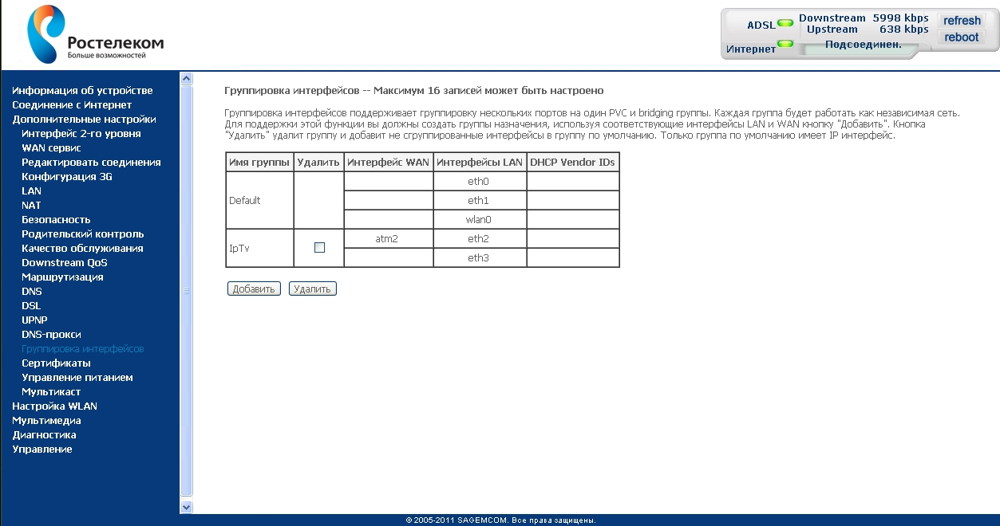 Ростелеком
Больше возможностей
ADSL
Downstream 5998 kbps
Upstream 638 kbps
Интернет
Подсоединен.
refresh
reboot
Информация об устройстве
Соединение с Интернет
Дополнительные настройки
Интерфейс 2-го уровня
WAN сервис
Редактировать соединения
Конфигурация 3G
LAN
NAT
Безопасность
Родительский контроль
Качество обслуживания
Downstream QoS
Маршрутизация
DNS
DSL
UPNP
DNS-прокси
Группировка интерфейсов
Сертификаты
Управление питанием
Мультикаст
Настройка WLAN
Мультимедиа
Диагностика
Управление
Группировка интерфейсов -- Максимум 16 записей может быть настроено
Группировка интерфейсов поддерживает группировку нескольких портов на один PVC и bridging группы. Каждая группа будет работать как независимая сеть.
Для поддержки этой функции вы должны создать группы назначения, используя соответствующие интерфейсы LAN и WAN кнопку "Добавить". Кнопка
"Удалить" удалит группу и добавит не сгруппированные интерфейсы в группу по умолчанию. Только группа по умолчанию имеет IP интерфейс.
Имя группы Удалить Интерфейс WAN Интерфейсы LAN DHCP Vendor IDs
Default
eth0
eth1
wlan0
IpTv
atm2 eth2
eth3
Добавить Удалить
© 2005-2011 SAGEMCOM. Все права защищены.